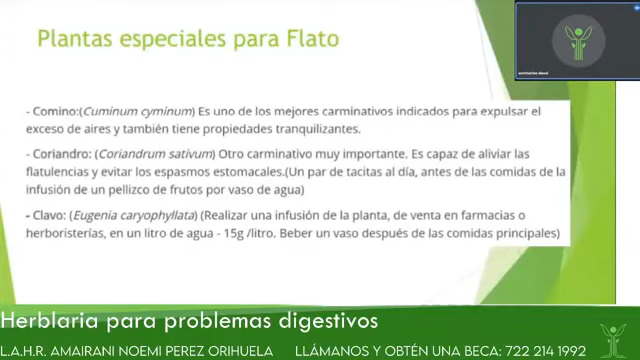 Plantas especiales para Flato
- Comino:(Cuminum cyminum) Es uno de los mejores carminativos indicados para expulsar el
exceso de aires y también tiene propiedades tranquilizantes.
- Coriandro: (Coriandrum sativum) Otro carminativo muy importante. Es capaz de aliviar las
flatulencias y evitar los espasmos estomacales.(Un par de tacitas al día, antes de las comidas de la
infusión de un pellizco de frutos por vaso de agua)
- Clavo: (Eugenia caryophyllata) (Realizar una infusión de la planta, de venta en farmacias o
herboristerías, en un litro de agua - 15g /litro. Beber un vaso después de las comidas principales)
Herblaria para problemas digestivos
L.A.H.R. AMAIRANI NOEMI PEREZ ORIHUELA LLÁMANOS Y OBTÉN UNA BECA: 722 214 1992